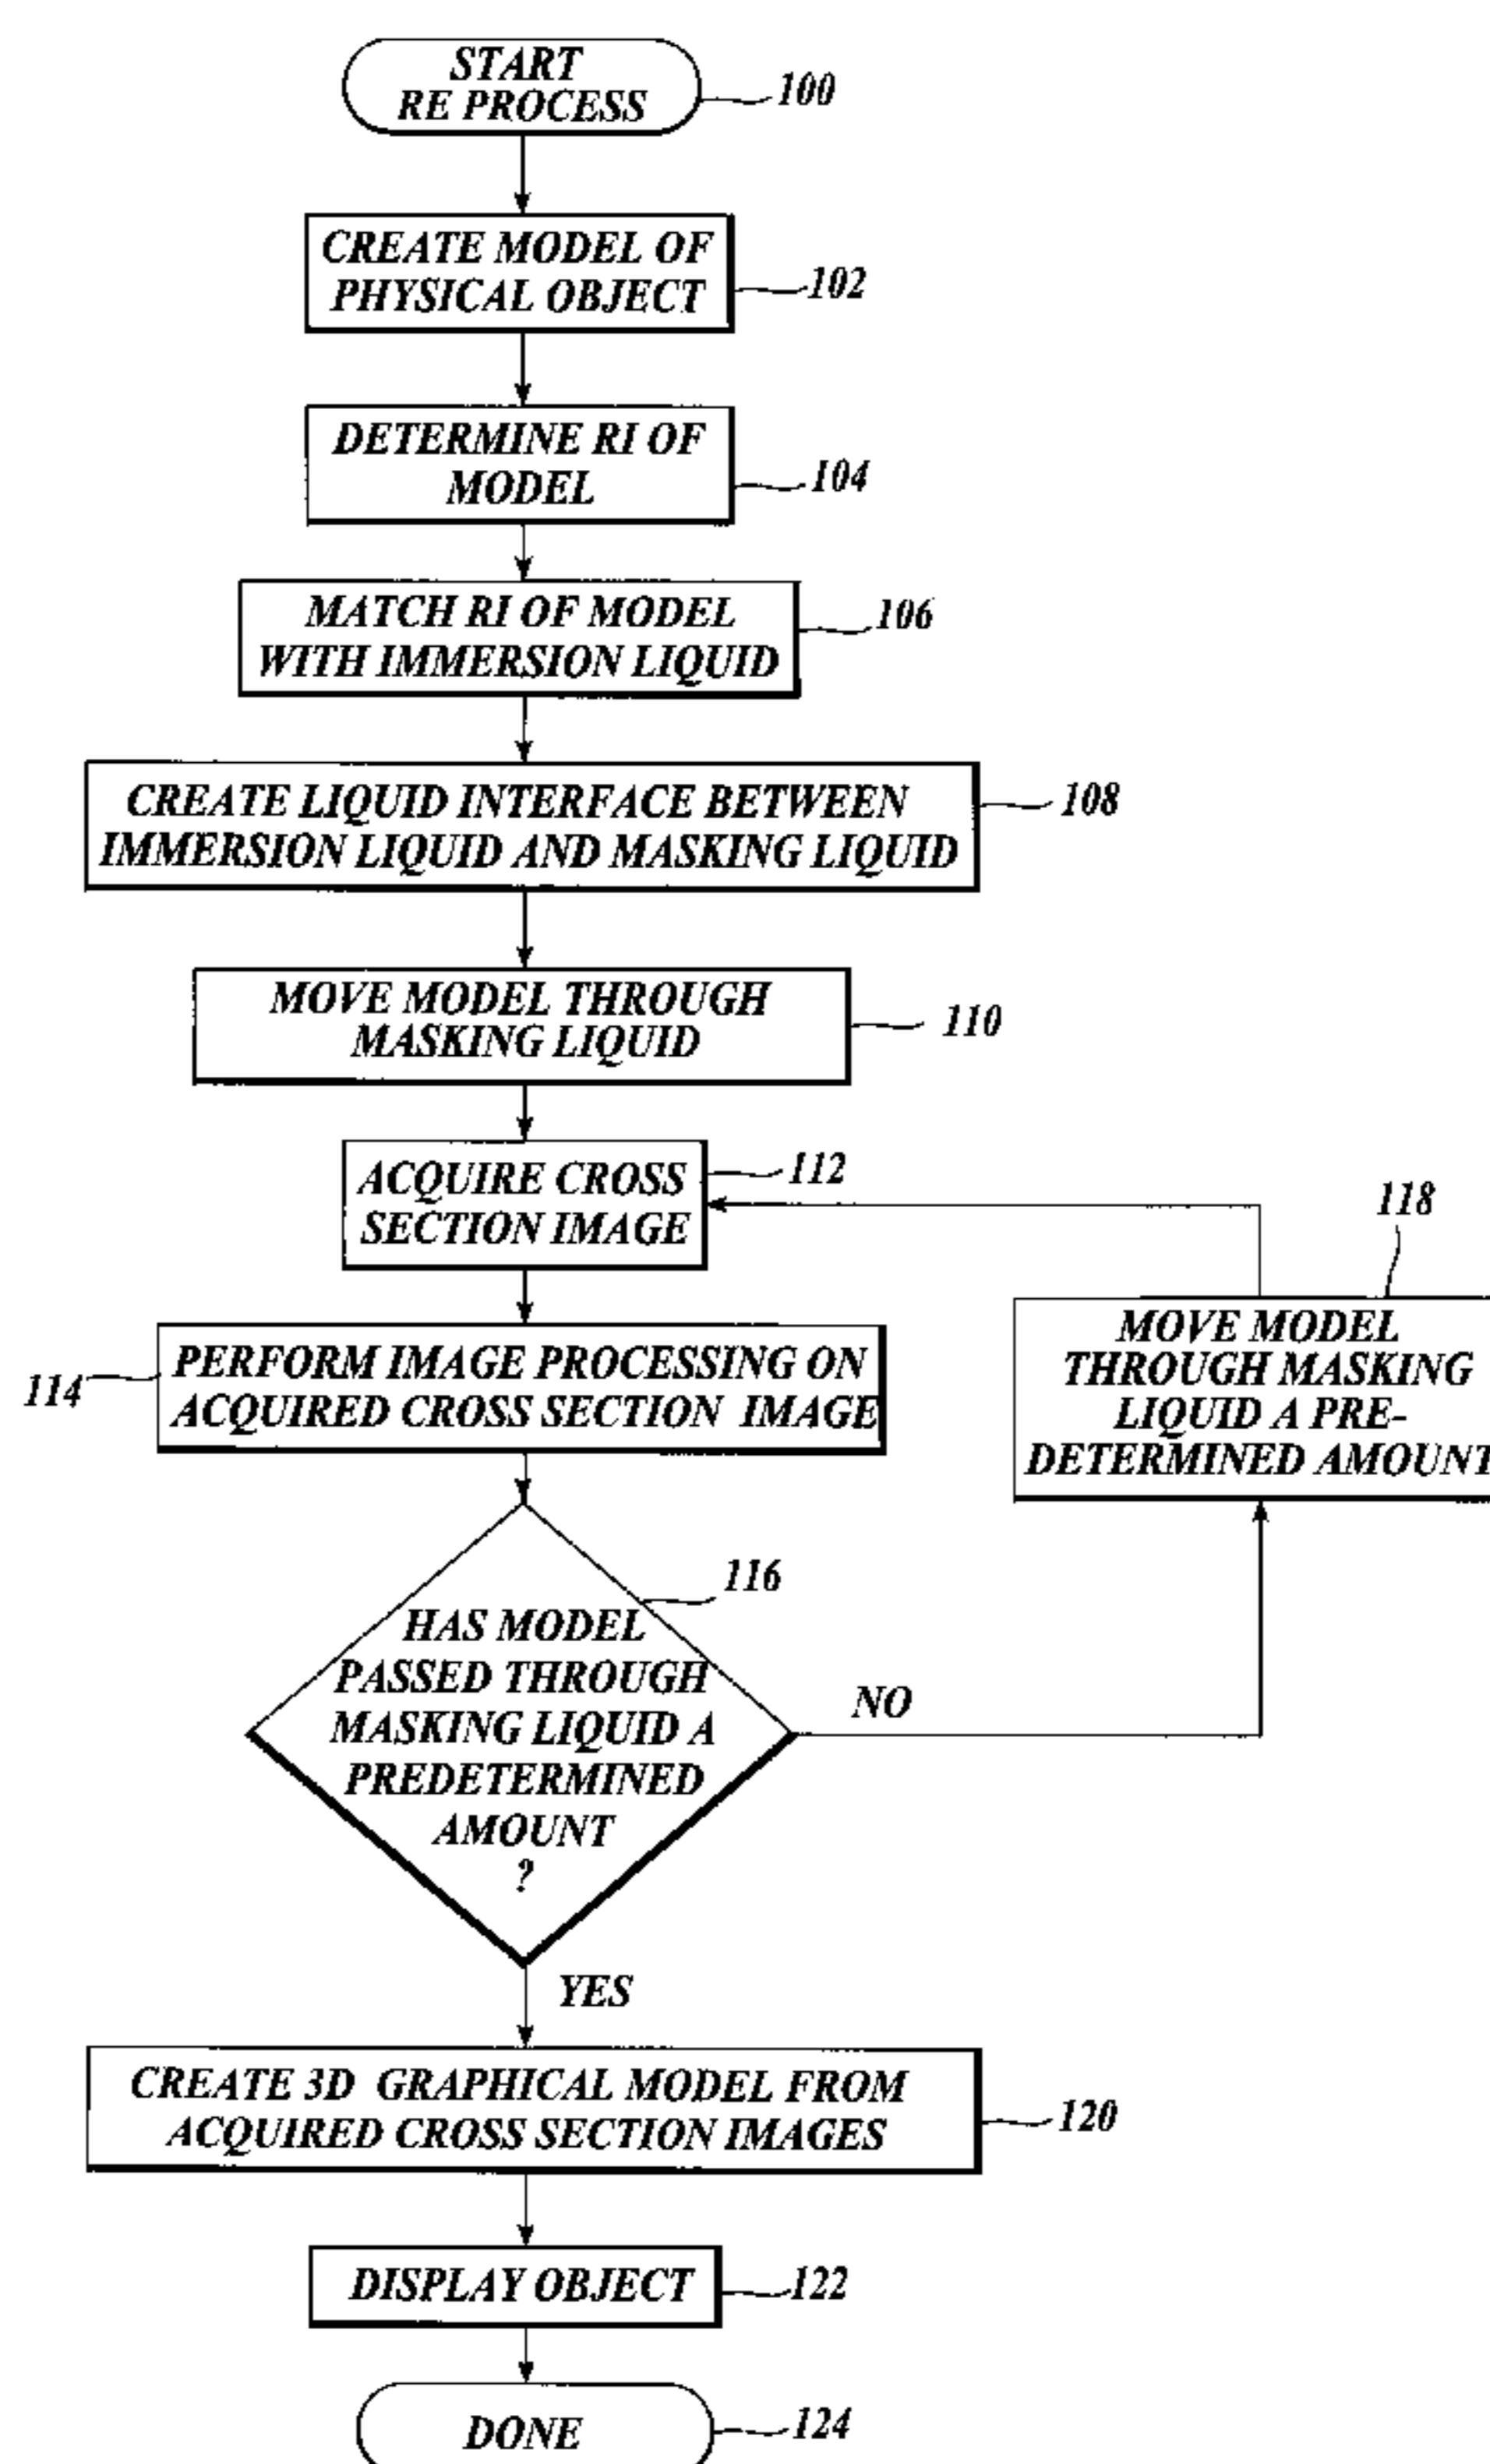 START
RE PROCESS
100
CREATE MODEL OF
PHYSICAL OBJECT
102
DETERMINE RI OF
MODEL
104
MATCH RI OF MODEL
WITH IMMERSION LIQUID
106
CREATE LIQUID INTERFACE BETWEEN
IMMERSION LIQUID AND MASKING LIQUID
108
MOVE MODEL THROUGH
MASKING LIQUID
110
ACQUIRE CROSS
SECTION IMAGE
112
PERFORM IMAGE PROCESSING ON
ACQUIRED CROSS SECTION IMAGE
114
118
MOVE MODEL
THROUGH MASKING
LIQUID A PRE-
DETERMINED AMOUNT
116
HAS MODEL
PASSED THROUGH
MASKING LIQUID A
PREDETERMINED
AMOUNT
?
NO
YES
CREATE 3D GRAPHICAL MODEL FROM
ACQUIRED CROSS SECTION IMAGES
120
DISPLAY OBJECT
122
DONE
124